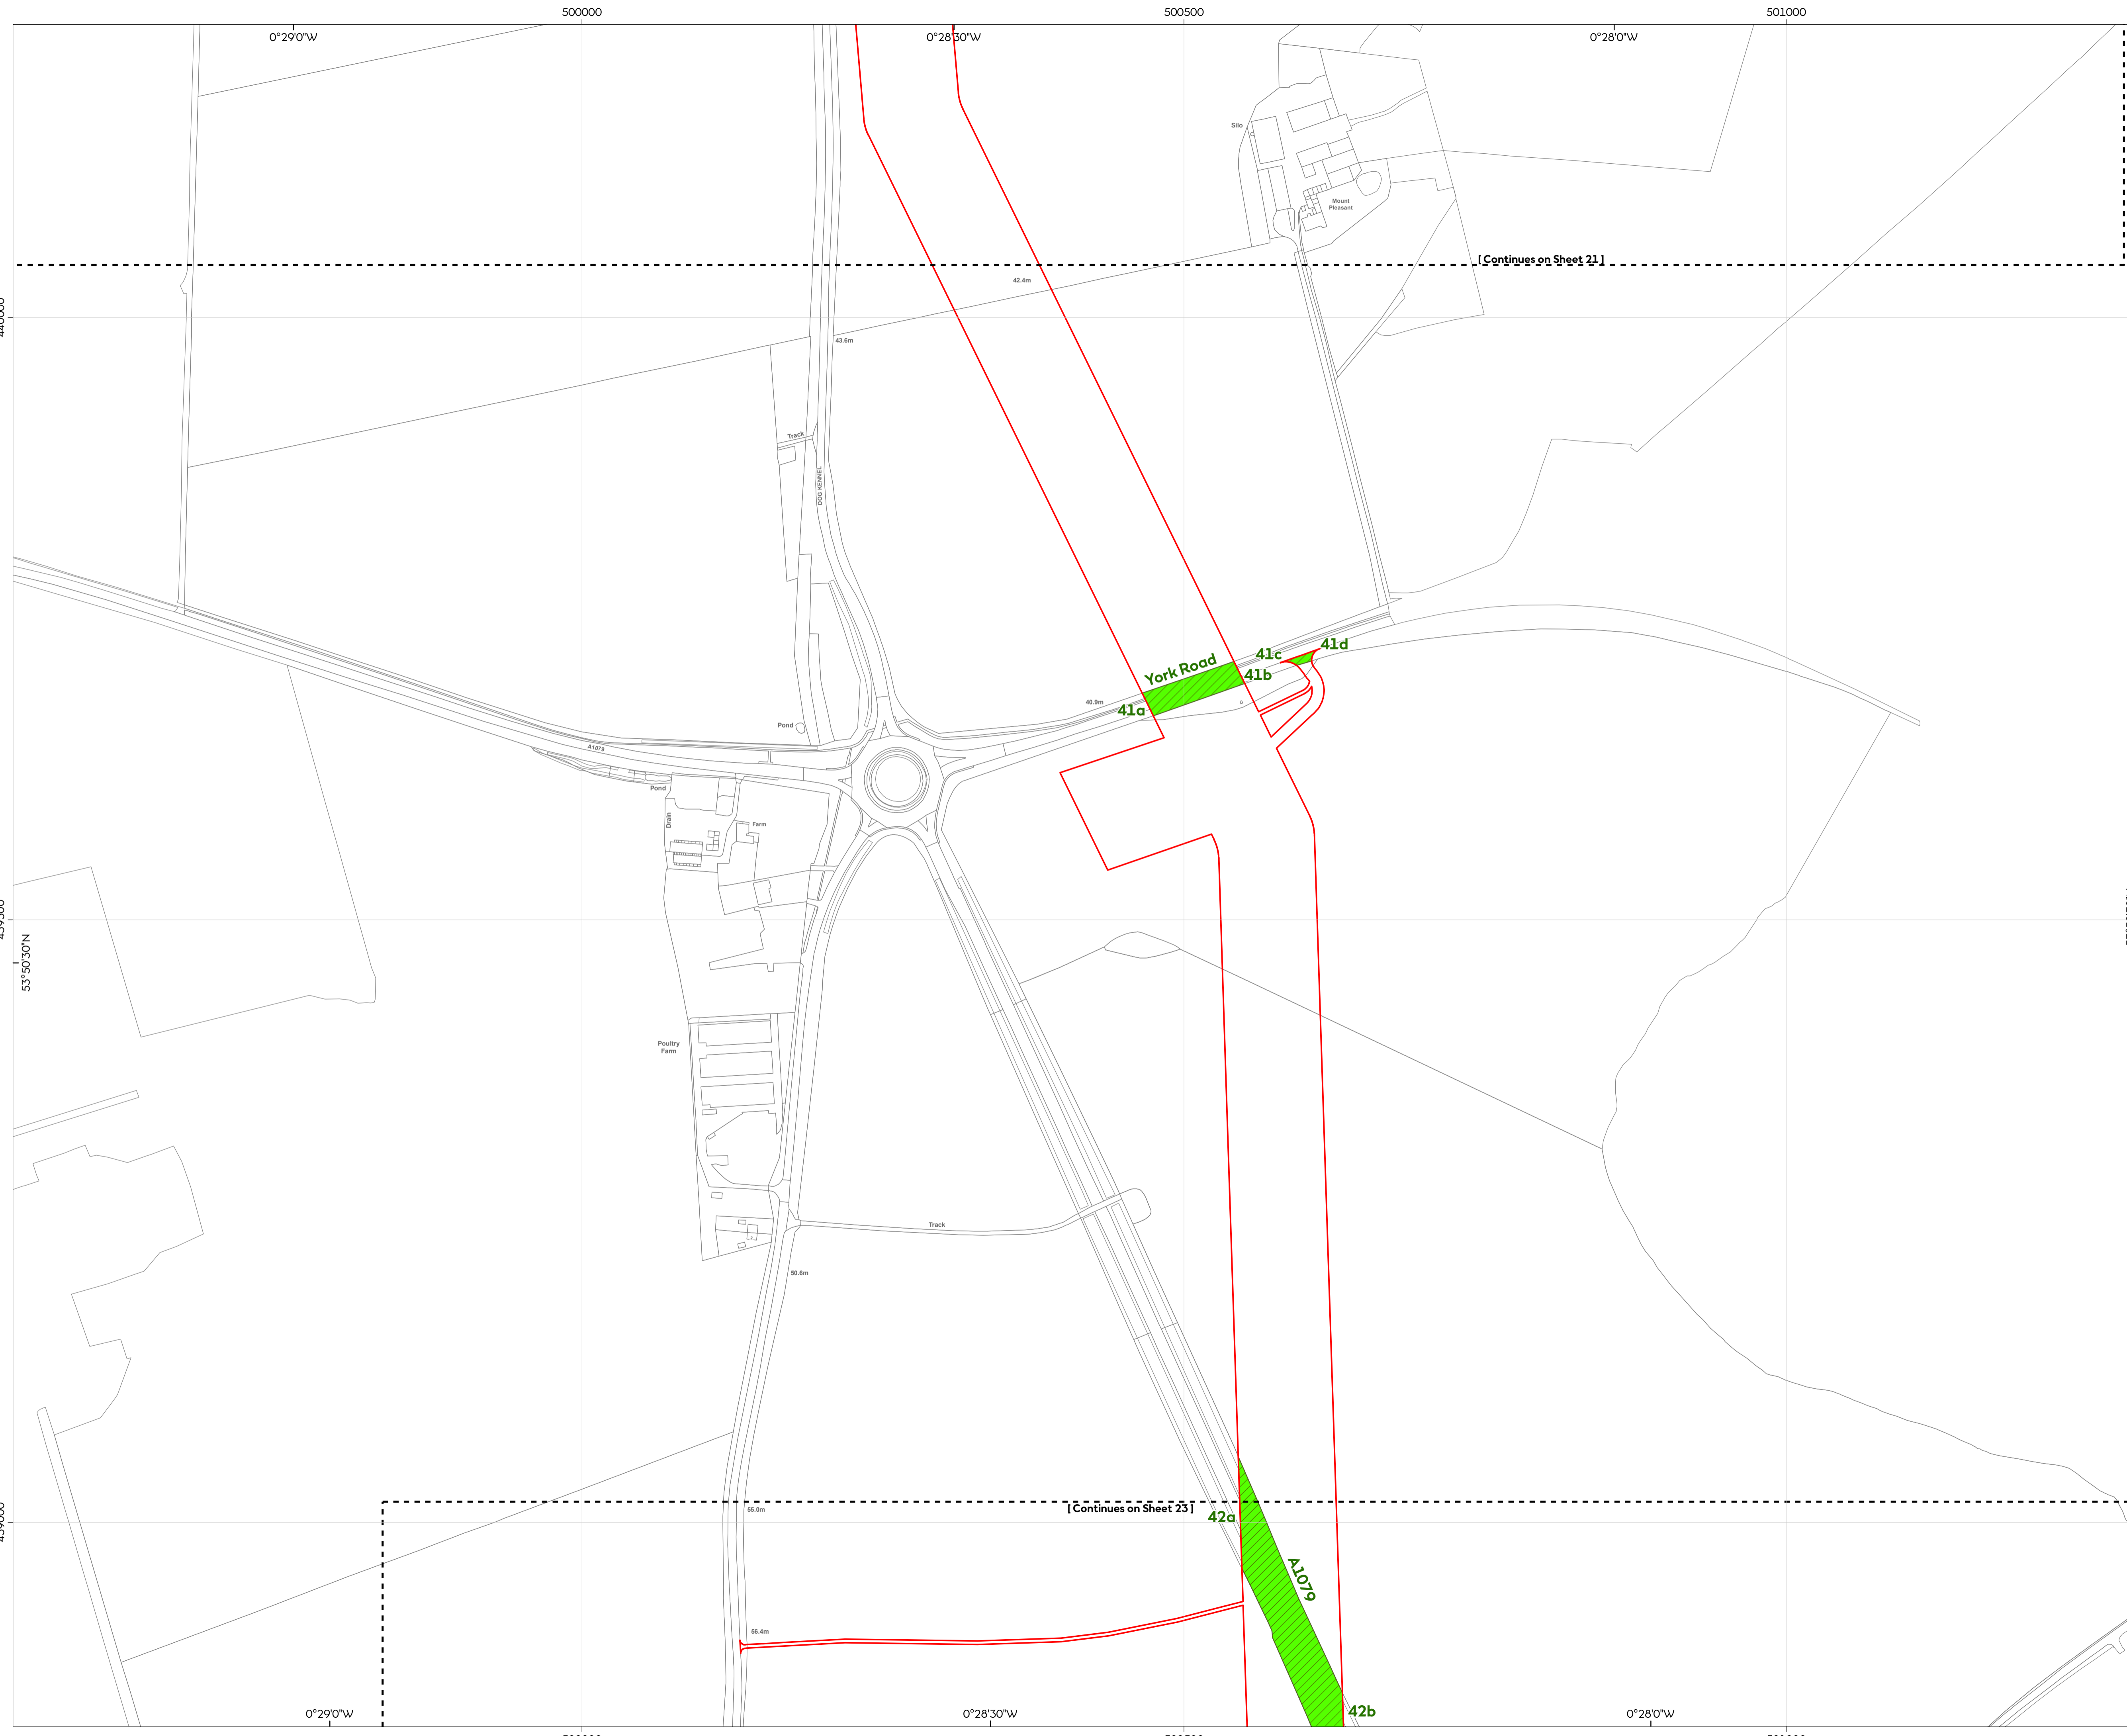 500000
500500
501000
0°29'0"W
0°28'30"W
0°28'0"W
Silo
Mount
Pleasant
[ Continues on Sheet 21 ]
42.4m
43.6m
Track
DOG KENNEL
York Road
41c
41d
41b
41a
40.9m
Pond
A1079
Pond
Drain
Farm
53°50'30"N
Poultry
Farm
Track
50.6m
55.0m
[ Continues on Sheet 23 ]
42a
A1079
56.4m
42b
0°29'0"W
0°28'30"W
0°28'0"W